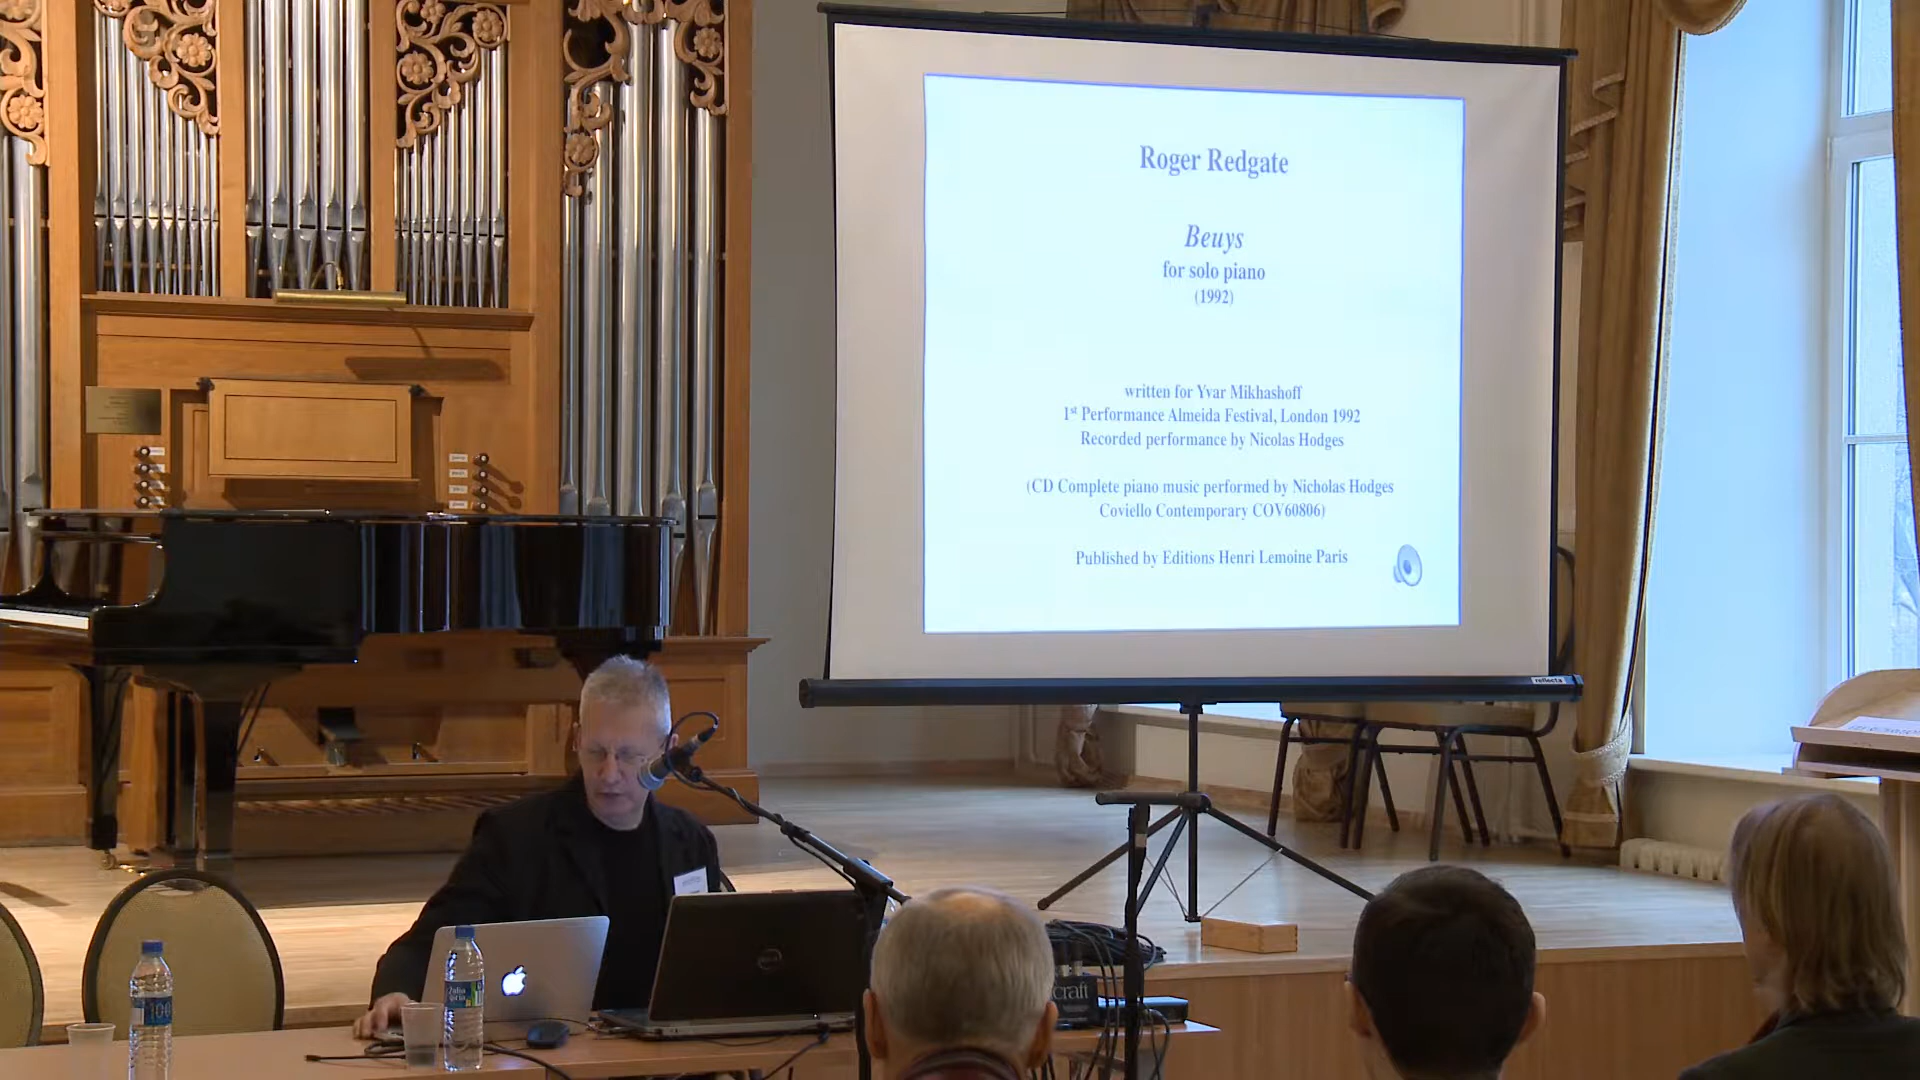 Roger Redgate
Beuys
for solo piano
(1992)
written for Yvar Mikhashoff
1st Performance Almeida Festival, London 1992
Recorded performance by Nicolas Hodges
(CD Complete piano music performed by Nicholas Hodges
Coviello Contemporary COV60806)
Published by Editions Henri Lemoine Paris
reflecta
DELL
craft
100